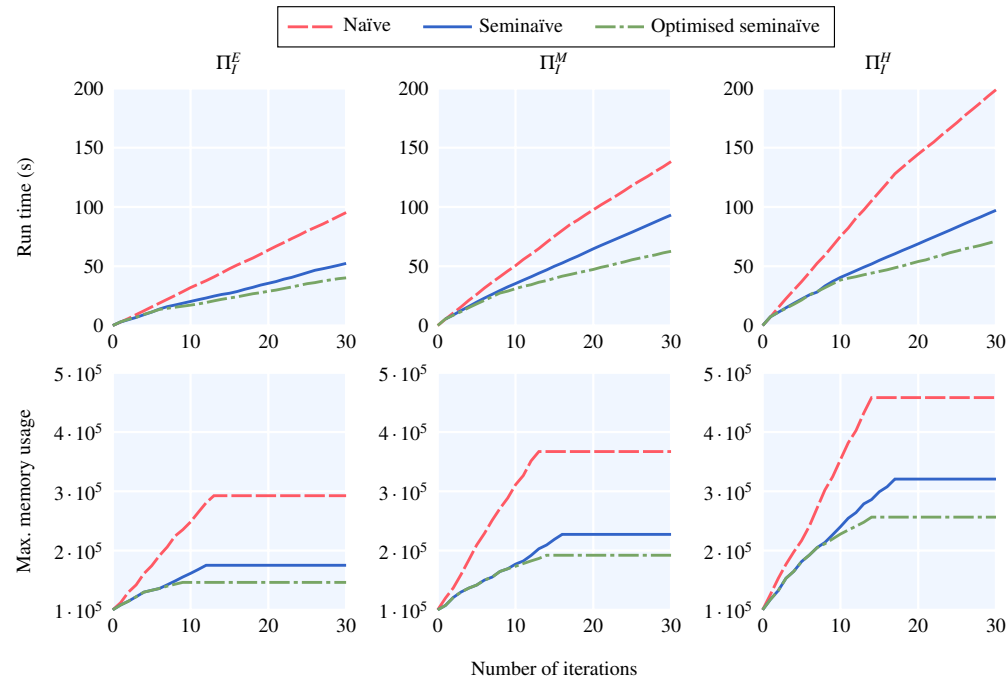 Naïve Seminaïve Optimised seminaïve
Π_I^E Π_I^M Π_I^H
Run time (s)
200 200 200
150 150 150
100 100 100
50 50 50
0 0 0
0 10 20 30 0 10 20 30 0 10 20 30
Max. memory usage
5 · 10^5 5 · 10^5 5 · 10^5
4 · 10^5 4 · 10^5 4 · 10^5
3 · 10^5 3 · 10^5 3 · 10^5
2 · 10^5 2 · 10^5 2 · 10^5
1 · 10^5 1 · 10^5 1 · 10^5
0 10 20 30 0 10 20 30 0 10 20 30
Number of iterations